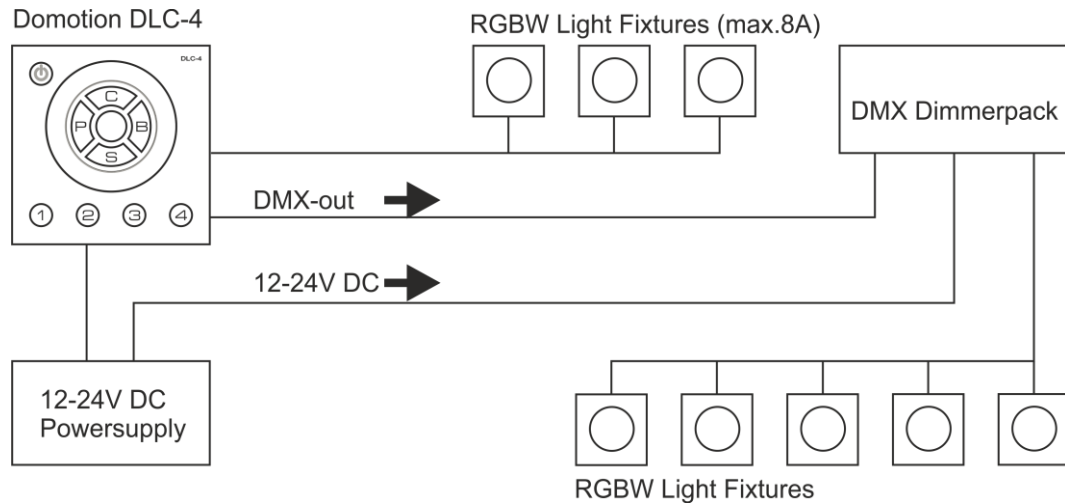 Domotion DLC-4
RGBW Light Fixtures (max.8A)
DLC-4
C
P
B
S
1 2 3 4
DMX Dimmerpack
DMX-out
12-24V DC
12-24V DC
Powersupply
RGBW Light Fixtures